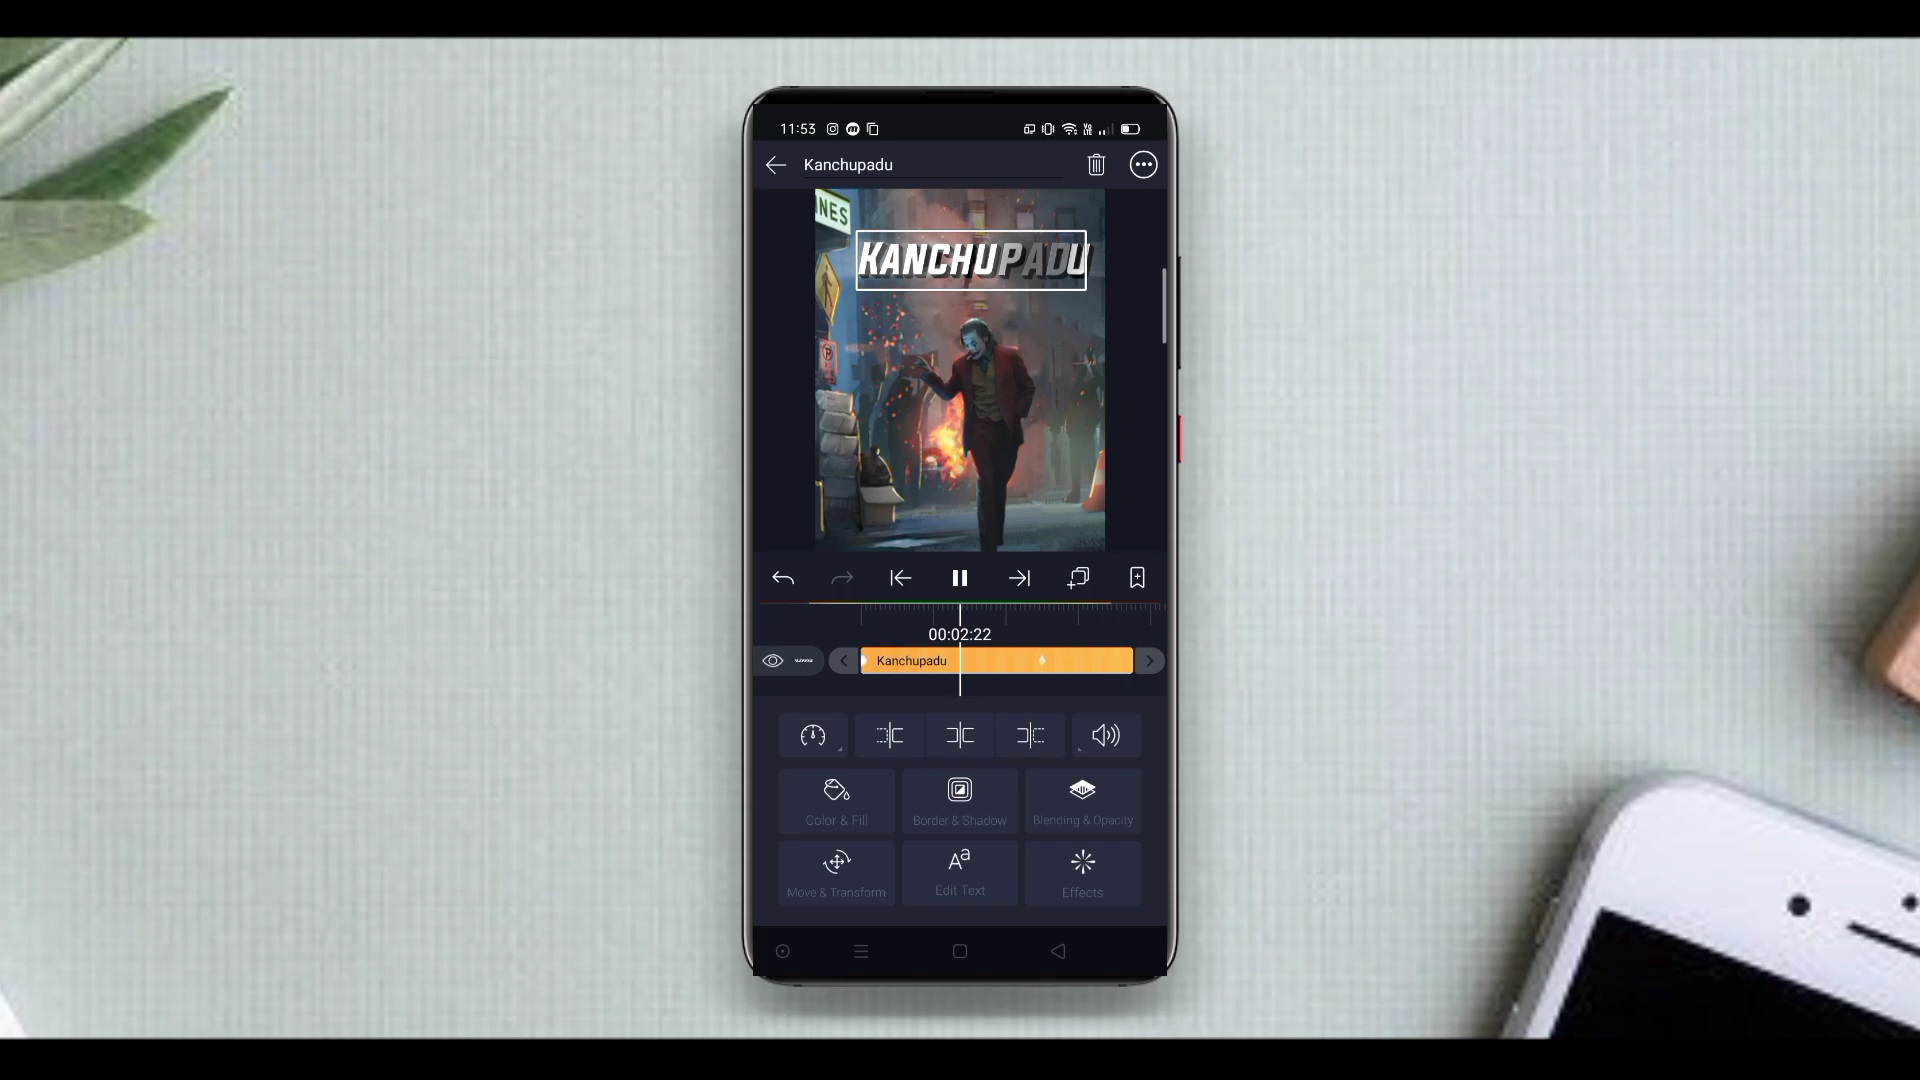 11:53
Kanchupadu
INES
KANCHUPADU
P
00:02:22
Kanchupadu
Color & Fill
Border & Shadow
Blending & Opacity
Move & Transform
Edit Text
Effects